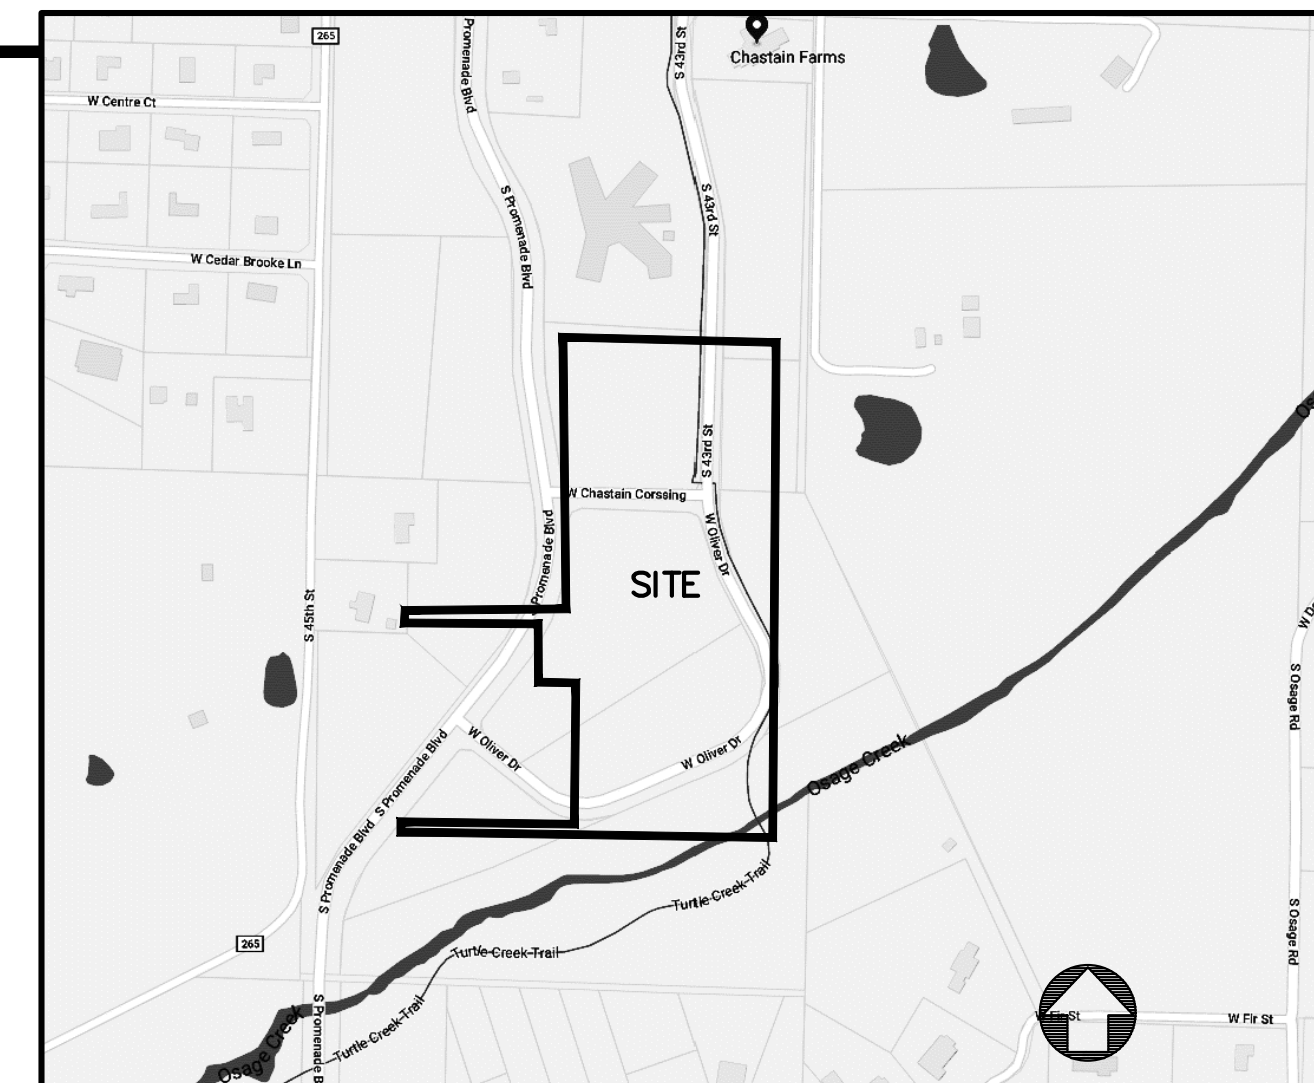 265
Promenade Blvd
S 43rd St
Chastain Farms
W Centre Ct
S Promenade Blvd
S 43rd St
W Cedar Brooke Ln
S 43rd St
W Chastain Corssing
W Oliver Dr
S Promenade Blvd
SITE
S 45th St
W Oliver Dr
W Oliver Dr
S Osage Rd
S Promenade Blvd
Osage Creek
S Promenade Blvd
Turtle Creek Trail
265
Turtle Creek Trail
S Osage Rd
Turtle Creek Trail
Osage Creek
S Promenade B
W Fir St
W Fir St